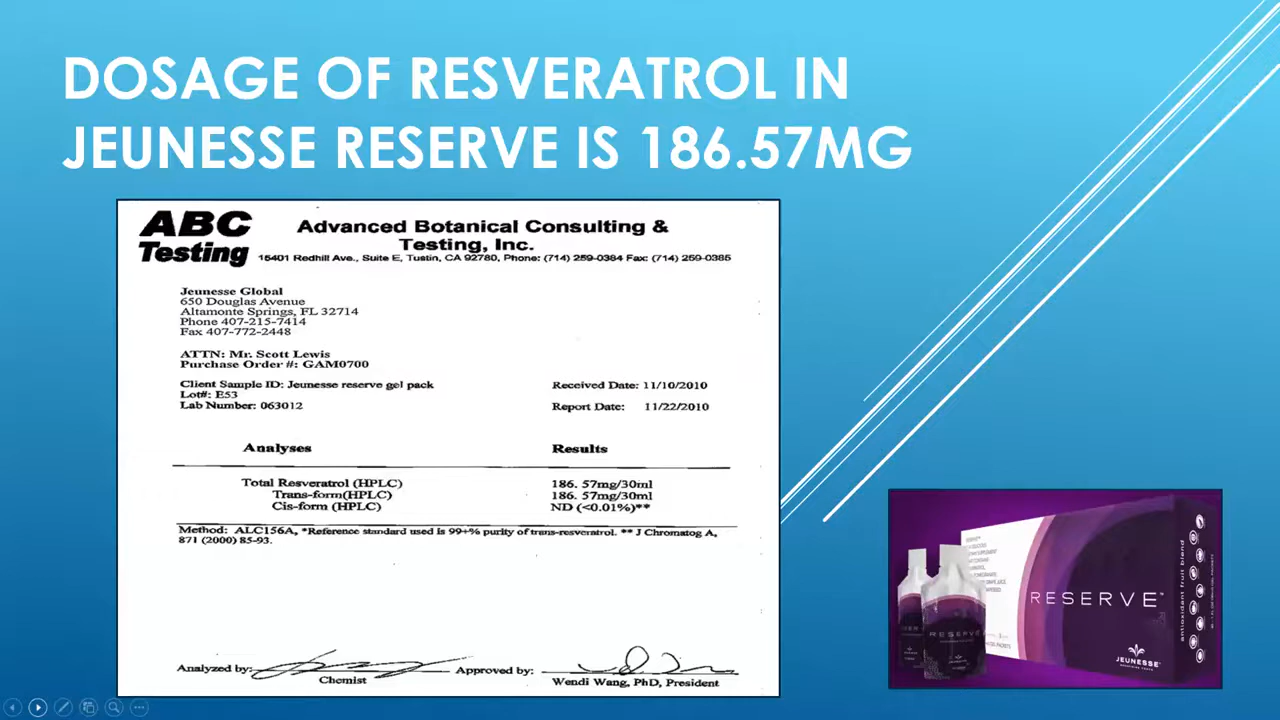 DOSAGE OF RESVERATROL IN
JEUNESSE RESERVE IS 186.57MG
ABC
Testing
Advanced Botanical Consulting &
Testing, Inc.
15401 Redhill Ave., Suite E, Tustin, CA 92780, Phone: (714) 259-0384 Fax: (714) 259-0385
Jeunesse Global
650 Douglas Avenue
Altamonte Springs, FL 32714
Phone 407-215-7414
Fax 407-772-2448
ATTN: Mr. Scott Lewis
Purchase Order #: GAM0700
Client Sample ID: Jeunesse reserve gel pack
Lot#: E53
Lab Number: 063012
Received Date: 11/10/2010
Report Date: 11/22/2010
Analyses Results
Total Resveratrol (HPLC) 186. 57mg/30ml
Trans-form(HPLC) 186. 57mg/30ml
Cis-form (HPLC) ND (<0.01%)**
Method: ALC156A, *Reference standard used is 99+% purity of trans-resveratrol. ** J Chromatog A,
871 (2000) 85-93.
Analyzed by:
Chemist
Approved by:
Wendi Wang, PhD, President
RESERVE™
antioxidant fruit blend
JEUNESSE
RESERVE